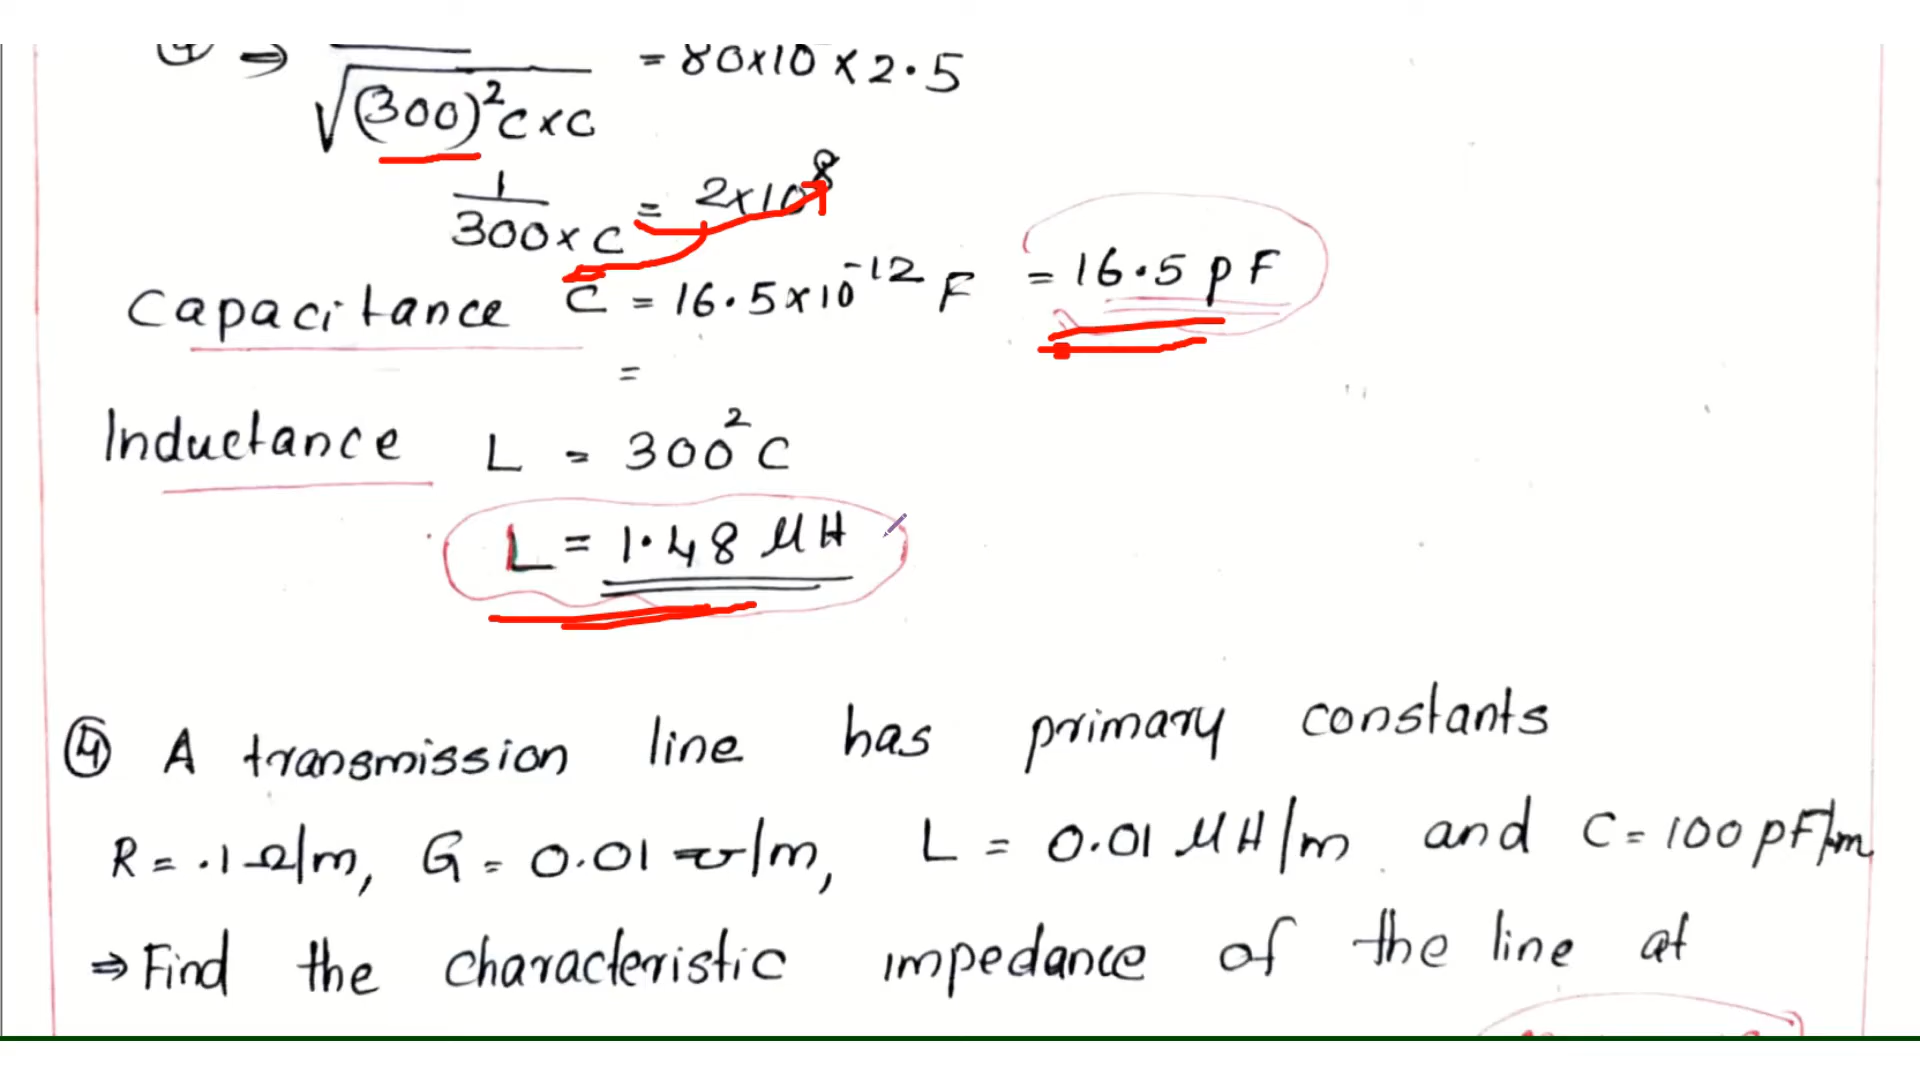 ④ ⇒ = 80×10 × 2.5
√(300)²C×C
1/300×C = 2×10⁸
Capacitance C = 16.5×10⁻¹² F = 16.5 pF
=
Inductance L = 300²C
L = 1.48 μH
④ A transmission line has primary constants
R = .1 Ω/m, G = 0.01 ℧/m, L = 0.01 μH/m and C = 100 pF/m
⇒ Find the characteristic impedance of the line at